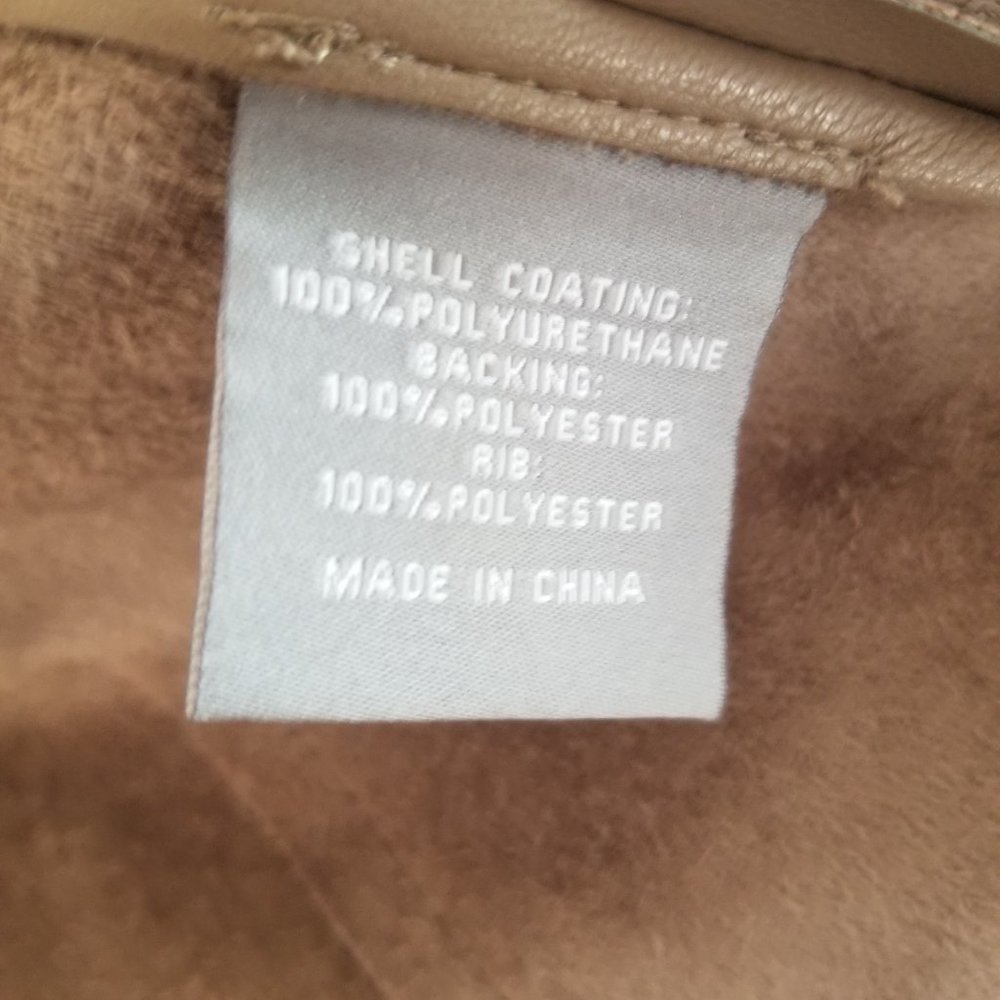 SHELL COATING:
100%POLYURETHANE
BACKING:
100%POLYESTER
RIB:
100%POLYESTER
MADE IN CHINA